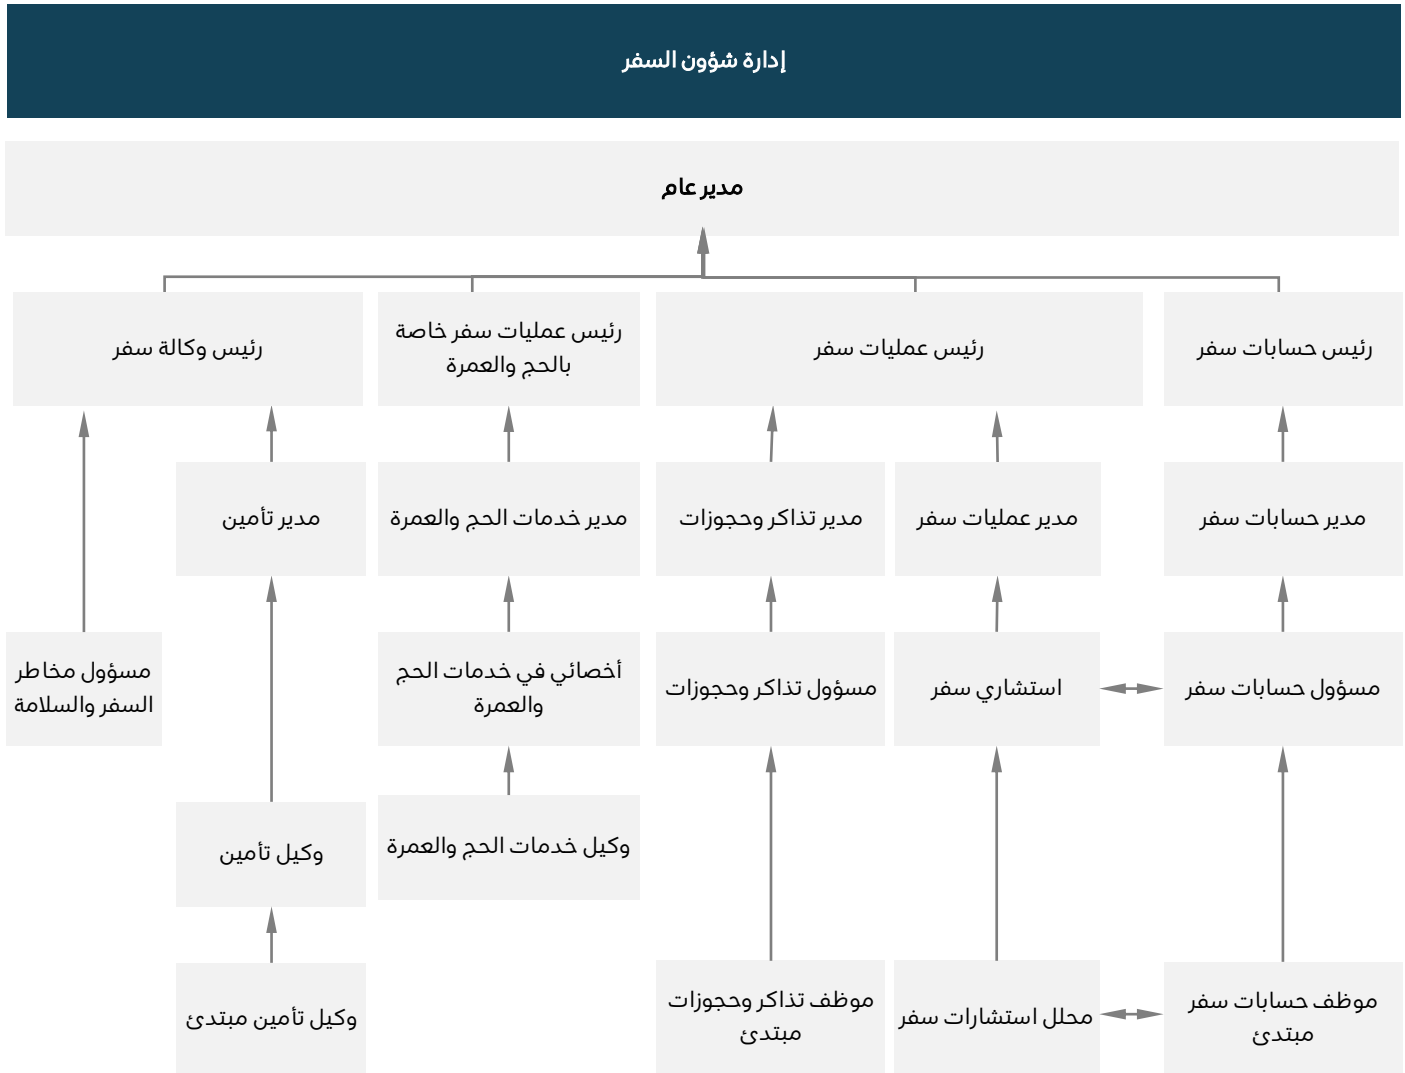 إدارة شؤون السفر
مدير عام
رئيس حسابات سفر
رئيس عمليات سفر
رئيس عمليات سفر خاصة
بالحج والعمرة
رئيس وكالة سفر
مدير حسابات سفر
مدير عمليات سفر
مدير تذاكر وحجوزات
مدير خدمات الحج والعمرة
مدير تأمين
مسؤول حسابات سفر
استشاري سفر
مسؤول تذاكر وحجوزات
أخصائي في خدمات الحج
والعمرة
مسؤول مخاطر
السفر والسلامة
وكيل خدمات الحج والعمرة
وكيل تأمين
موظف حسابات سفر
مبتدئ
محلل استشارات سفر
موظف تذاكر وحجوزات
مبتدئ
وكيل تأمين مبتدئ